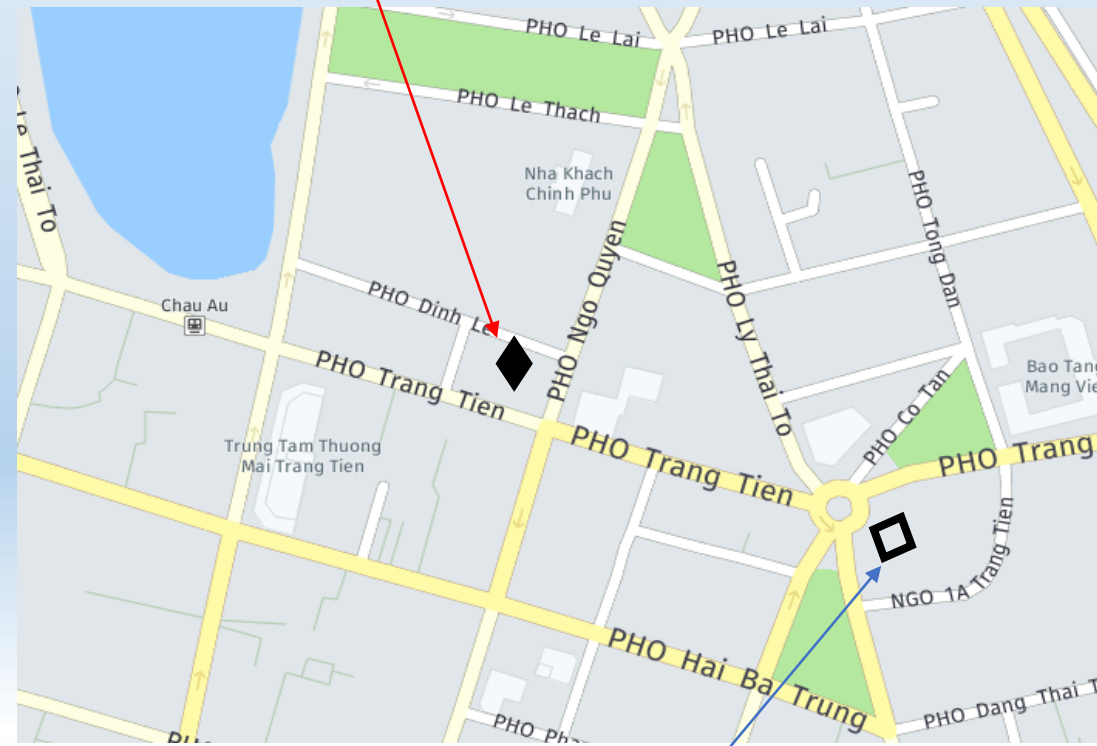 PHO Le Lai
PHO Le Lai
PHO Le Thach
Le Thai To
Nha Khach
Chinh Phu
PHO Tong Dan
PHO Ngo Quyen
PHO Dinh Le
PHO Ly Thai To
Chau Au
PHO Trang Tien
Bao Tang
Mang Vie
PHO Co Tan
Trung Tam Thuong
Mai Trang Tien
PHO Trang Tien
PHO Trang
NGO 1A Trang Tien
PHO Hai Ba Trung
PHO Dang Thai T
PHO Pha
PHO